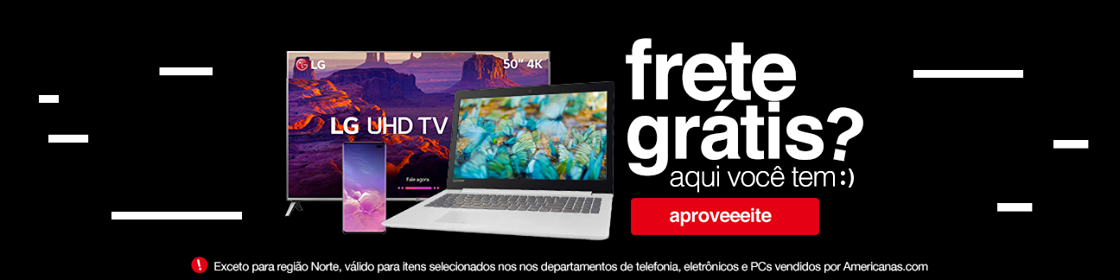 LG
50" 4K
LG UHD TV
Fale agora.
frete
grátis?
aqui você tem :)
aproveeeite
! Exceto para região Norte, válido para itens selecionados nos nos departamentos de telefonia, eletrônicos e PCs vendidos por Americanas.com